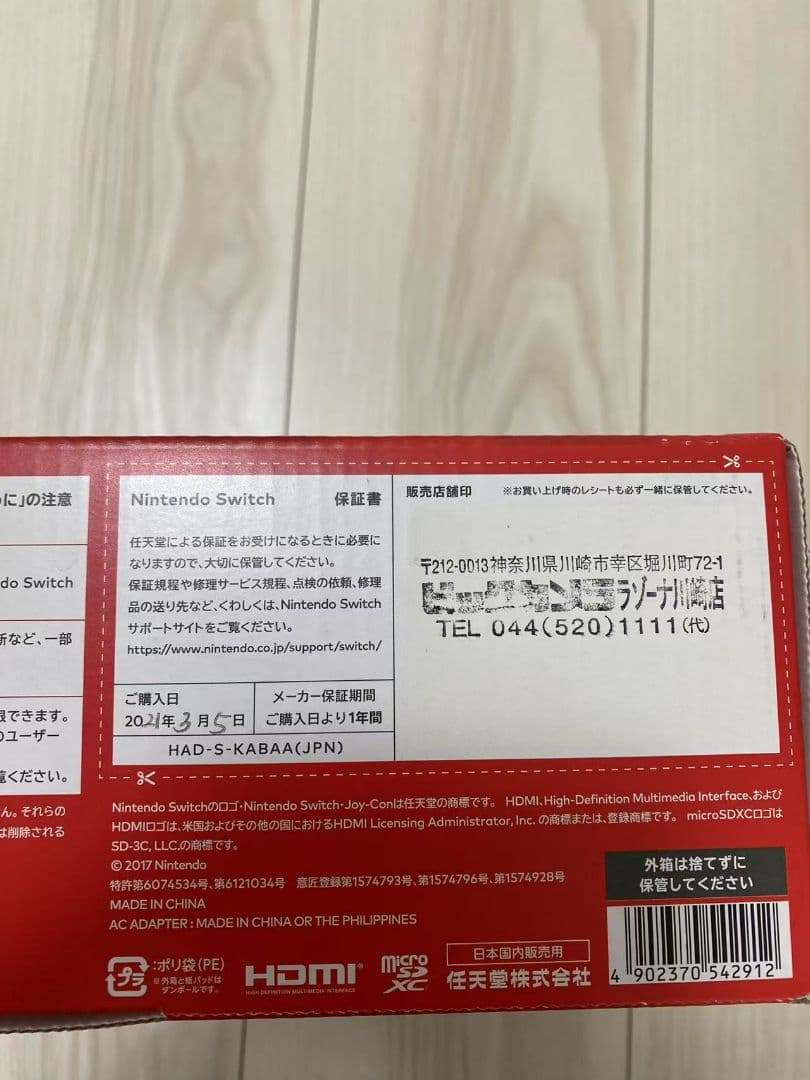 に」の注意
do Switch
所など、一部
限できます。
のユーザー
覧ください。
ん。それらの
は削除される
Nintendo Switch 保証書
任天堂による保証をお受けになるときに必要に
なりますので、大切に保管してください。
保証規程や修理サービス規程、点検の依頼、修理
品の送り先など、くわしくは、Nintendo Switch
サポートサイトをご覧ください。
https://www.nintendo.co.jp/support/switch/
ご購入日
2021年3月5日
メーカー保証期間
ご購入日より1年間
HAD-S-KABAA(JPN)
販売店舗印 ※お買い上げ時のレシートも必ず一緒に保管してください。
〒212-0013神奈川県川崎市幸区堀川町72-1
ビックカメラ ラゾーナ川崎店
TEL 044(520)1111(代)
Nintendo Switchのロゴ・Nintendo Switch・Joy-Conは任天堂の商標です。 HDMI、High-Definition Multimedia Interface、および
HDMIロゴは、米国およびその他の国におけるHDMI Licensing Administrator, Inc. の商標または、登録商標です。 microSDXCロゴは
SD-3C, LLC.の商標です。
© 2017 Nintendo
特許第6074534号、第6121034号 意匠登録第1574793号、第1574796号、第1574928号
MADE IN CHINA
AC ADAPTER : MADE IN CHINA OR THE PHILIPPINES
外箱は捨てずに
保管してください
プラ
:ポリ袋(PE)
※外箱と紙パッドは
ダンボールです。
HDMI
HIGH-DEFINITION MULTIMEDIA INTERFACE
micro
SD
XC
日本国内販売用
任天堂株式会社
4 902370 542912